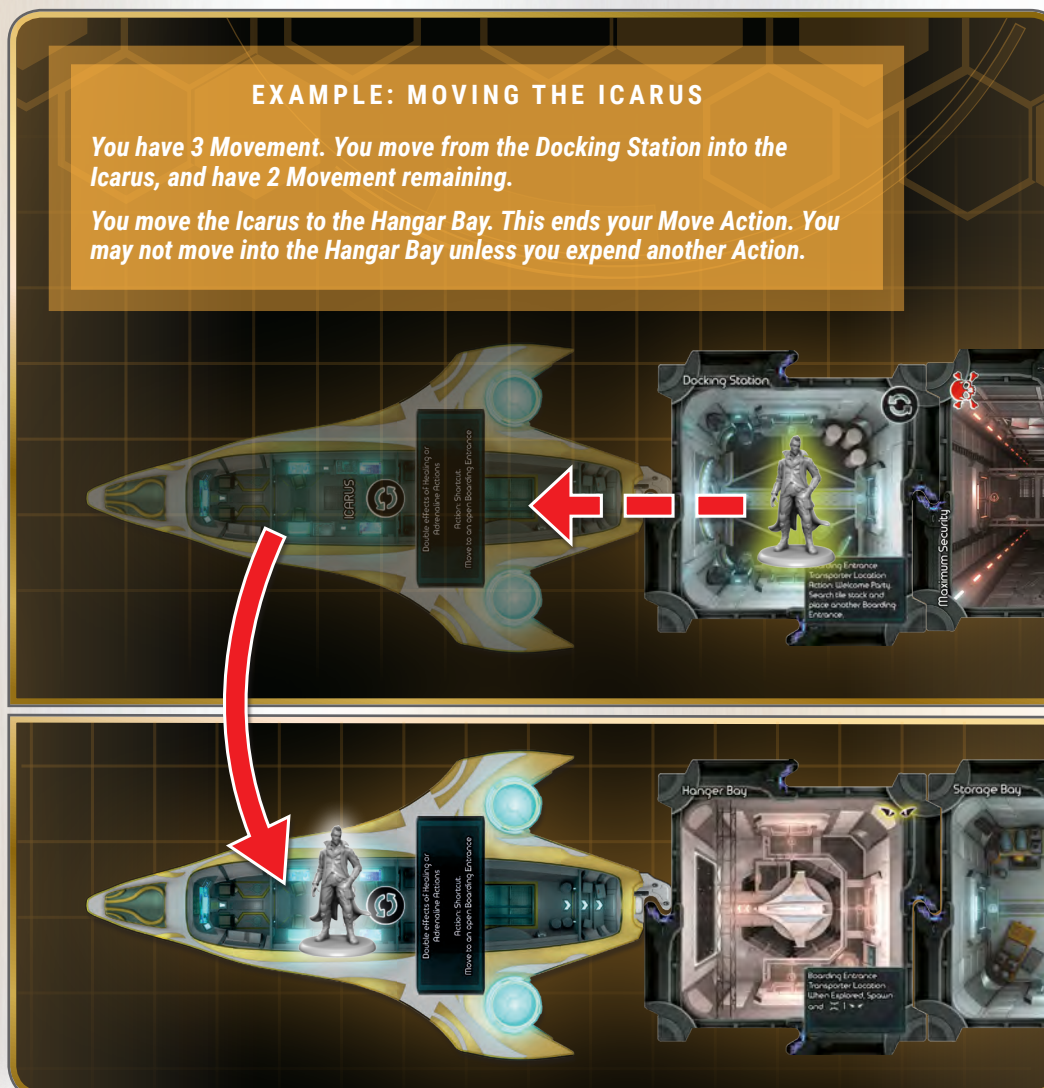 EXAMPLE: MOVING THE ICARUS
You have 3 Movement. You move from the Docking Station into the
Icarus, and have 2 Movement remaining.
You move the Icarus to the Hangar Bay. This ends your Move Action. You
may not move into the Hangar Bay unless you expend another Action.
ICARUS
Double effects of Healing or
Adrenaline Actions
Action: Shortcut.
Move to an open Boarding Entrance
Docking Station
Entrance
Transporter Location
Action: Welcome Party.
Search tile stack and
place another Boarding
Entrance.
Maximum Security
Double effects of Healing or
Adrenaline Actions
Action: Shortcut.
Move to an open Boarding Entrance
Hanger Bay
Boarding Entrance
Transporter Location
When Explored, Spawn
and
Storage Bay